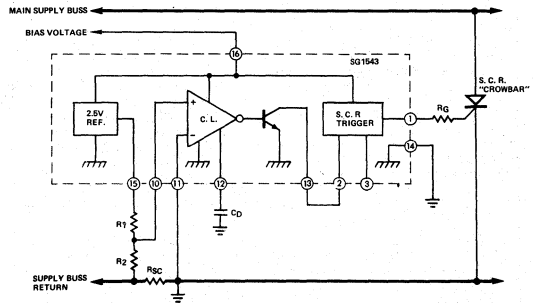 MAIN SUPPLY BUSS
BIAS VOLTAGE
16
SG1543
S. C. R.
"CROWBAR"
2.5V
REF.
+
C. L.
−
S. C. R
TRIGGER
1
RG
14
15
10
11
12
13
2
3
R1
CD
R2
RSC
SUPPLY BUSS
RETURN